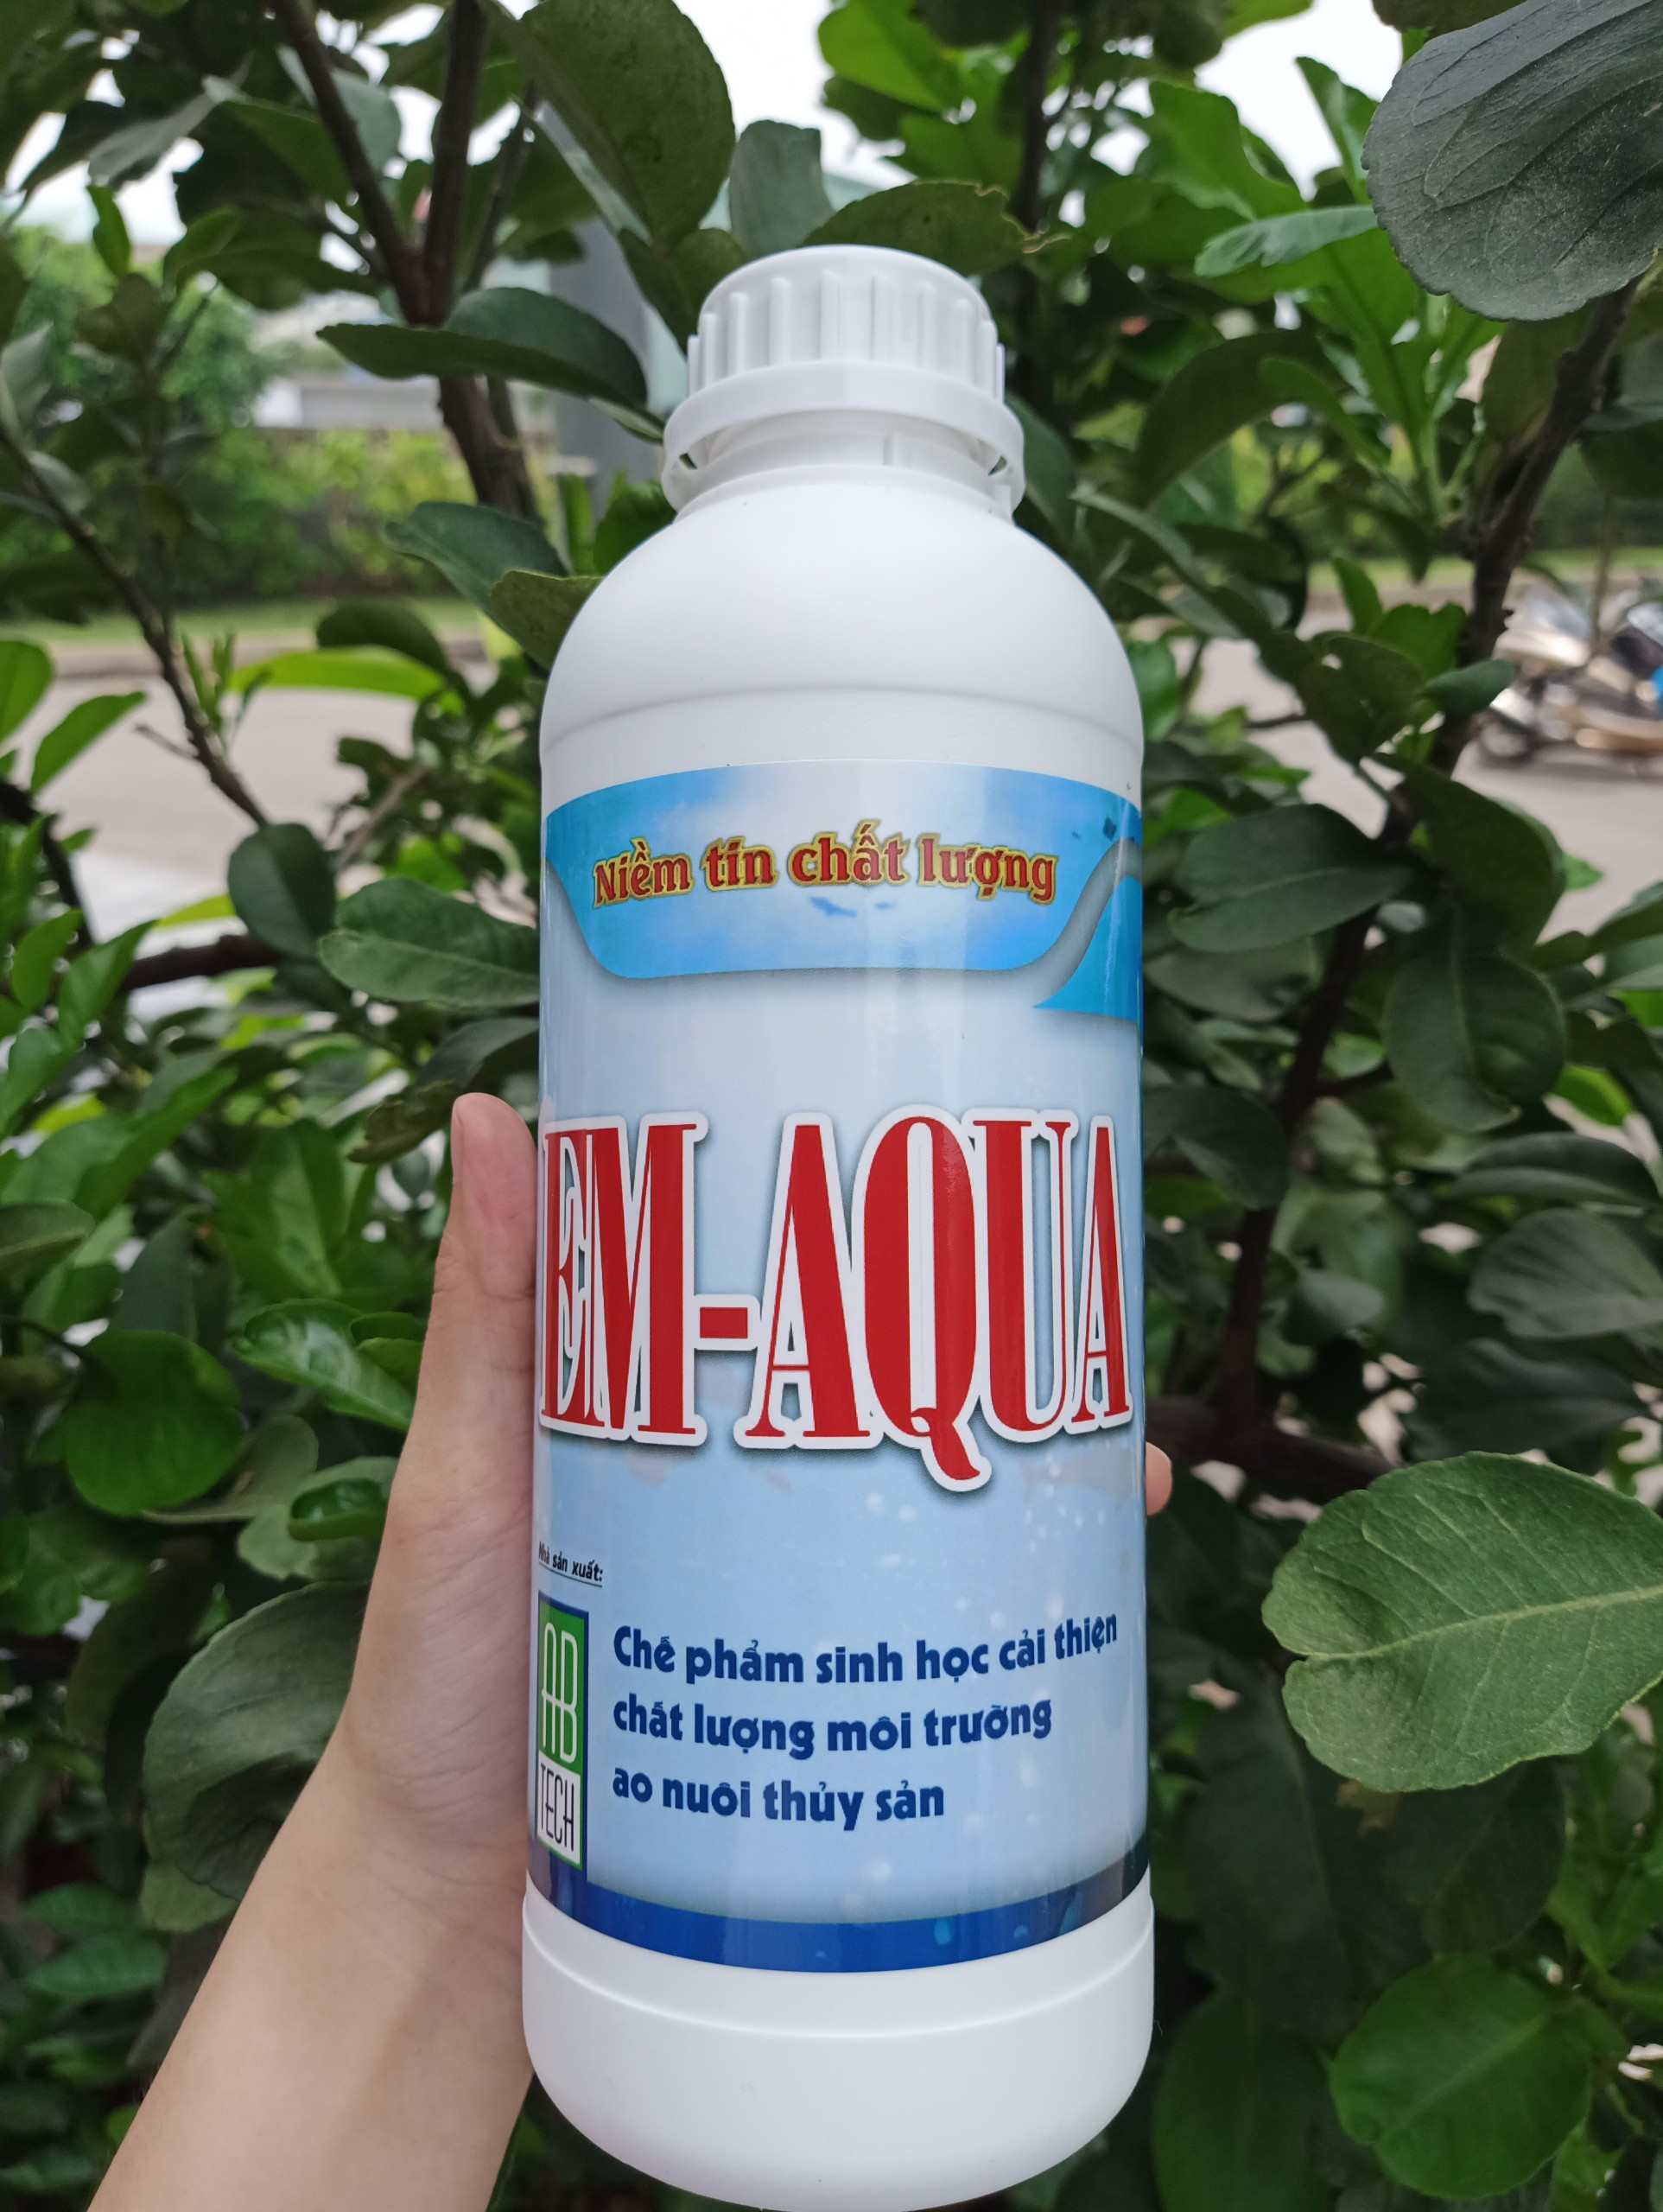 Niềm tin chất lượng
EM-AQUA
Nhà sản xuất:
AB
TECH
Chế phẩm sinh học cải thiện
chất lượng môi trường
ao nuôi thủy sản